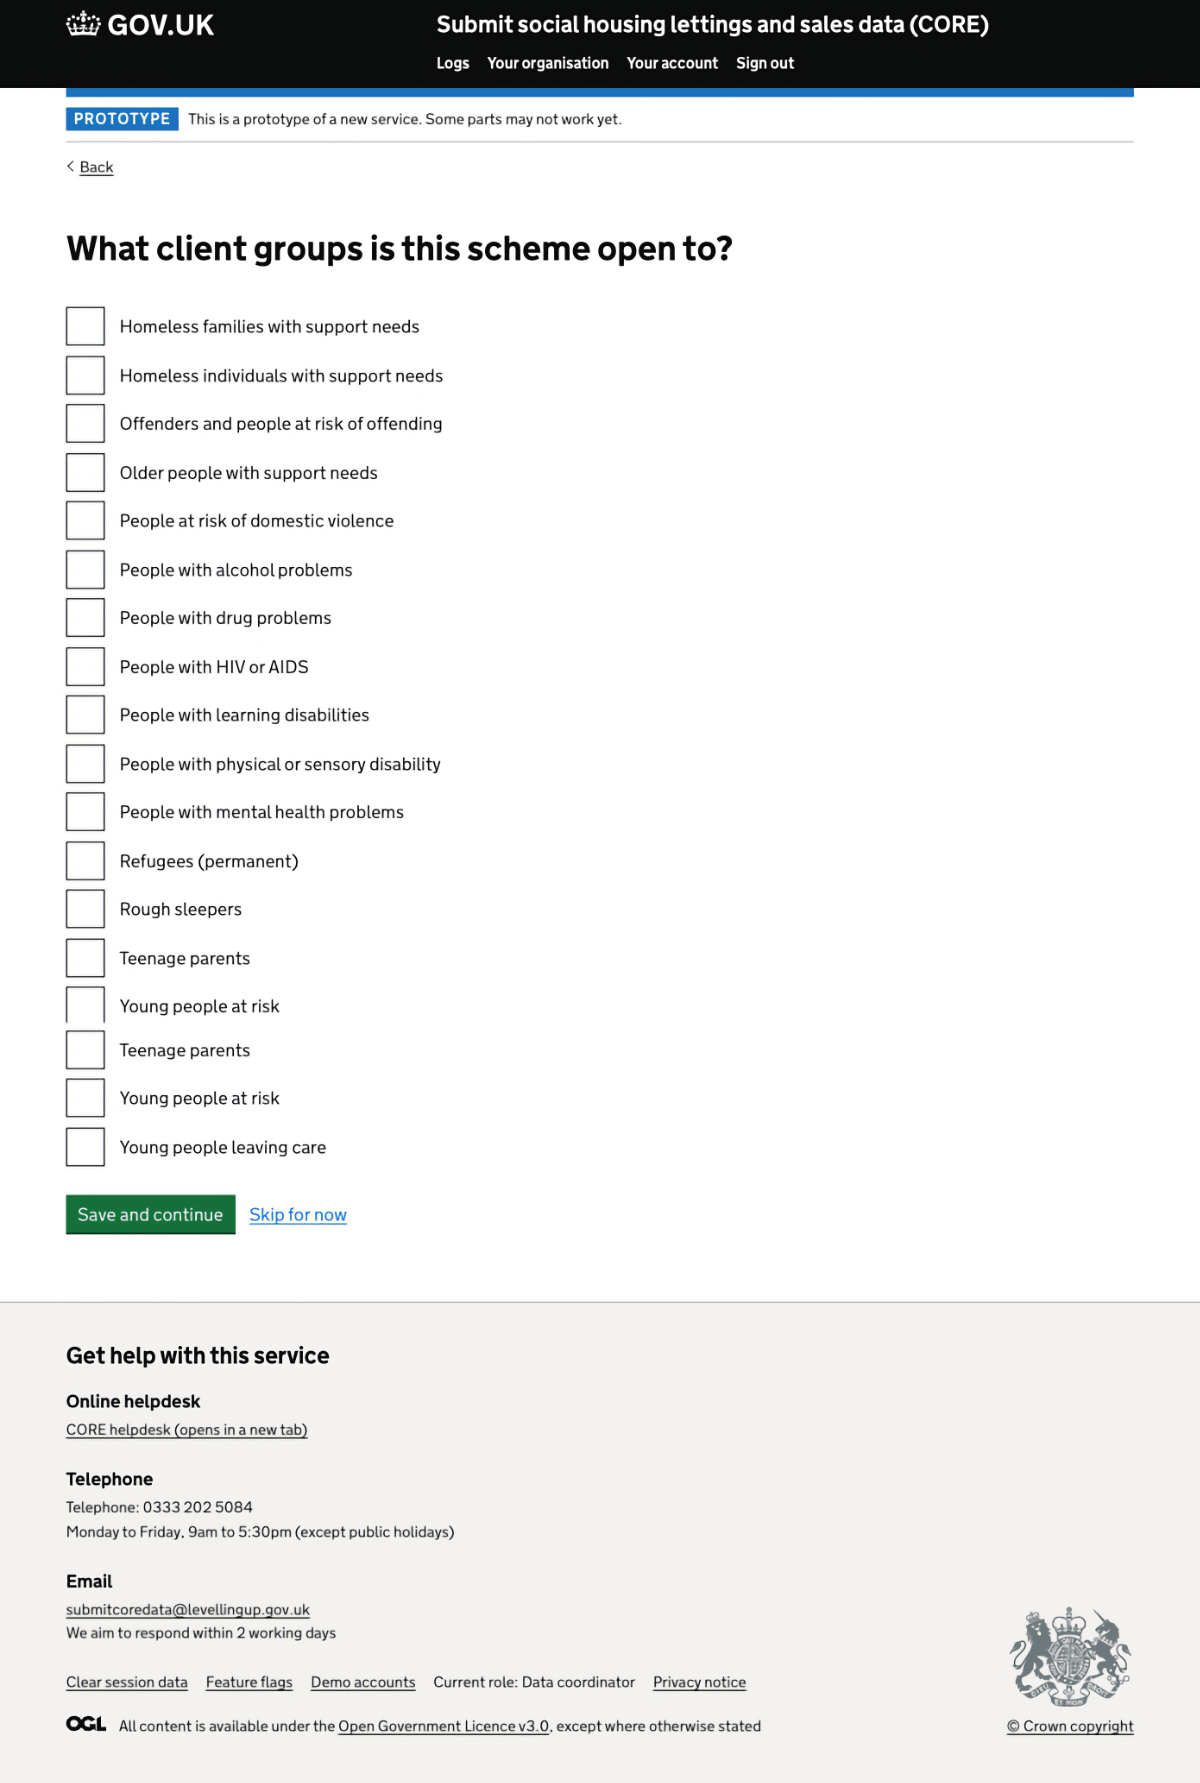 GOV.UK
Submit social housing lettings and sales data (CORE)
Logs Your organisation Your account Sign out
PROTOTYPE This is a prototype of a new service. Some parts may not work yet.
Back
What client groups is this scheme open to?
Homeless families with support needs
Homeless individuals with support needs
Offenders and people at risk of offending
Older people with support needs
People at risk of domestic violence
People with alcohol problems
People with drug problems
People with HIV or AIDS
People with learning disabilities
People with physical or sensory disability
People with mental health problems
Refugees (permanent)
Rough sleepers
Teenage parents
Young people at risk
Teenage parents
Young people at risk
Young people leaving care
Save and continue Skip for now
Get help with this service
Online helpdesk
CORE helpdesk (opens in a new tab)
Telephone
Telephone: 0333 202 5084
Monday to Friday, 9am to 5:30pm (except public holidays)
Email
submitcoredata@levellingup.gov.uk
We aim to respond within 2 working days
Clear session data Feature flags Demo accounts Current role: Data coordinator Privacy notice
OGL All content is available under the Open Government Licence v3.0, except where otherwise stated
© Crown copyright